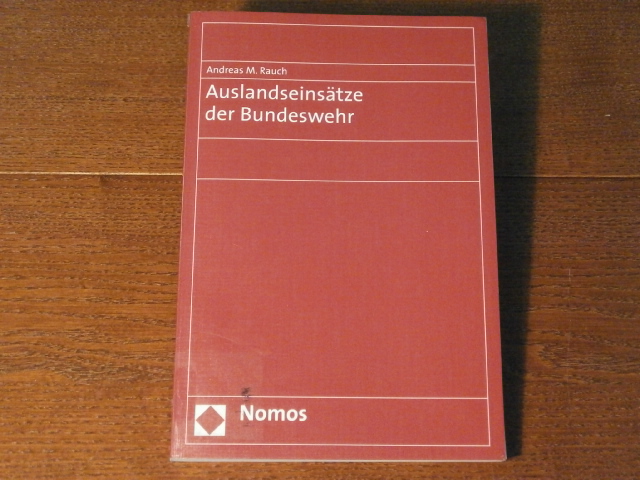 Andreas M. Rauch
Auslandseinsätze
der Bundeswehr
Nomos